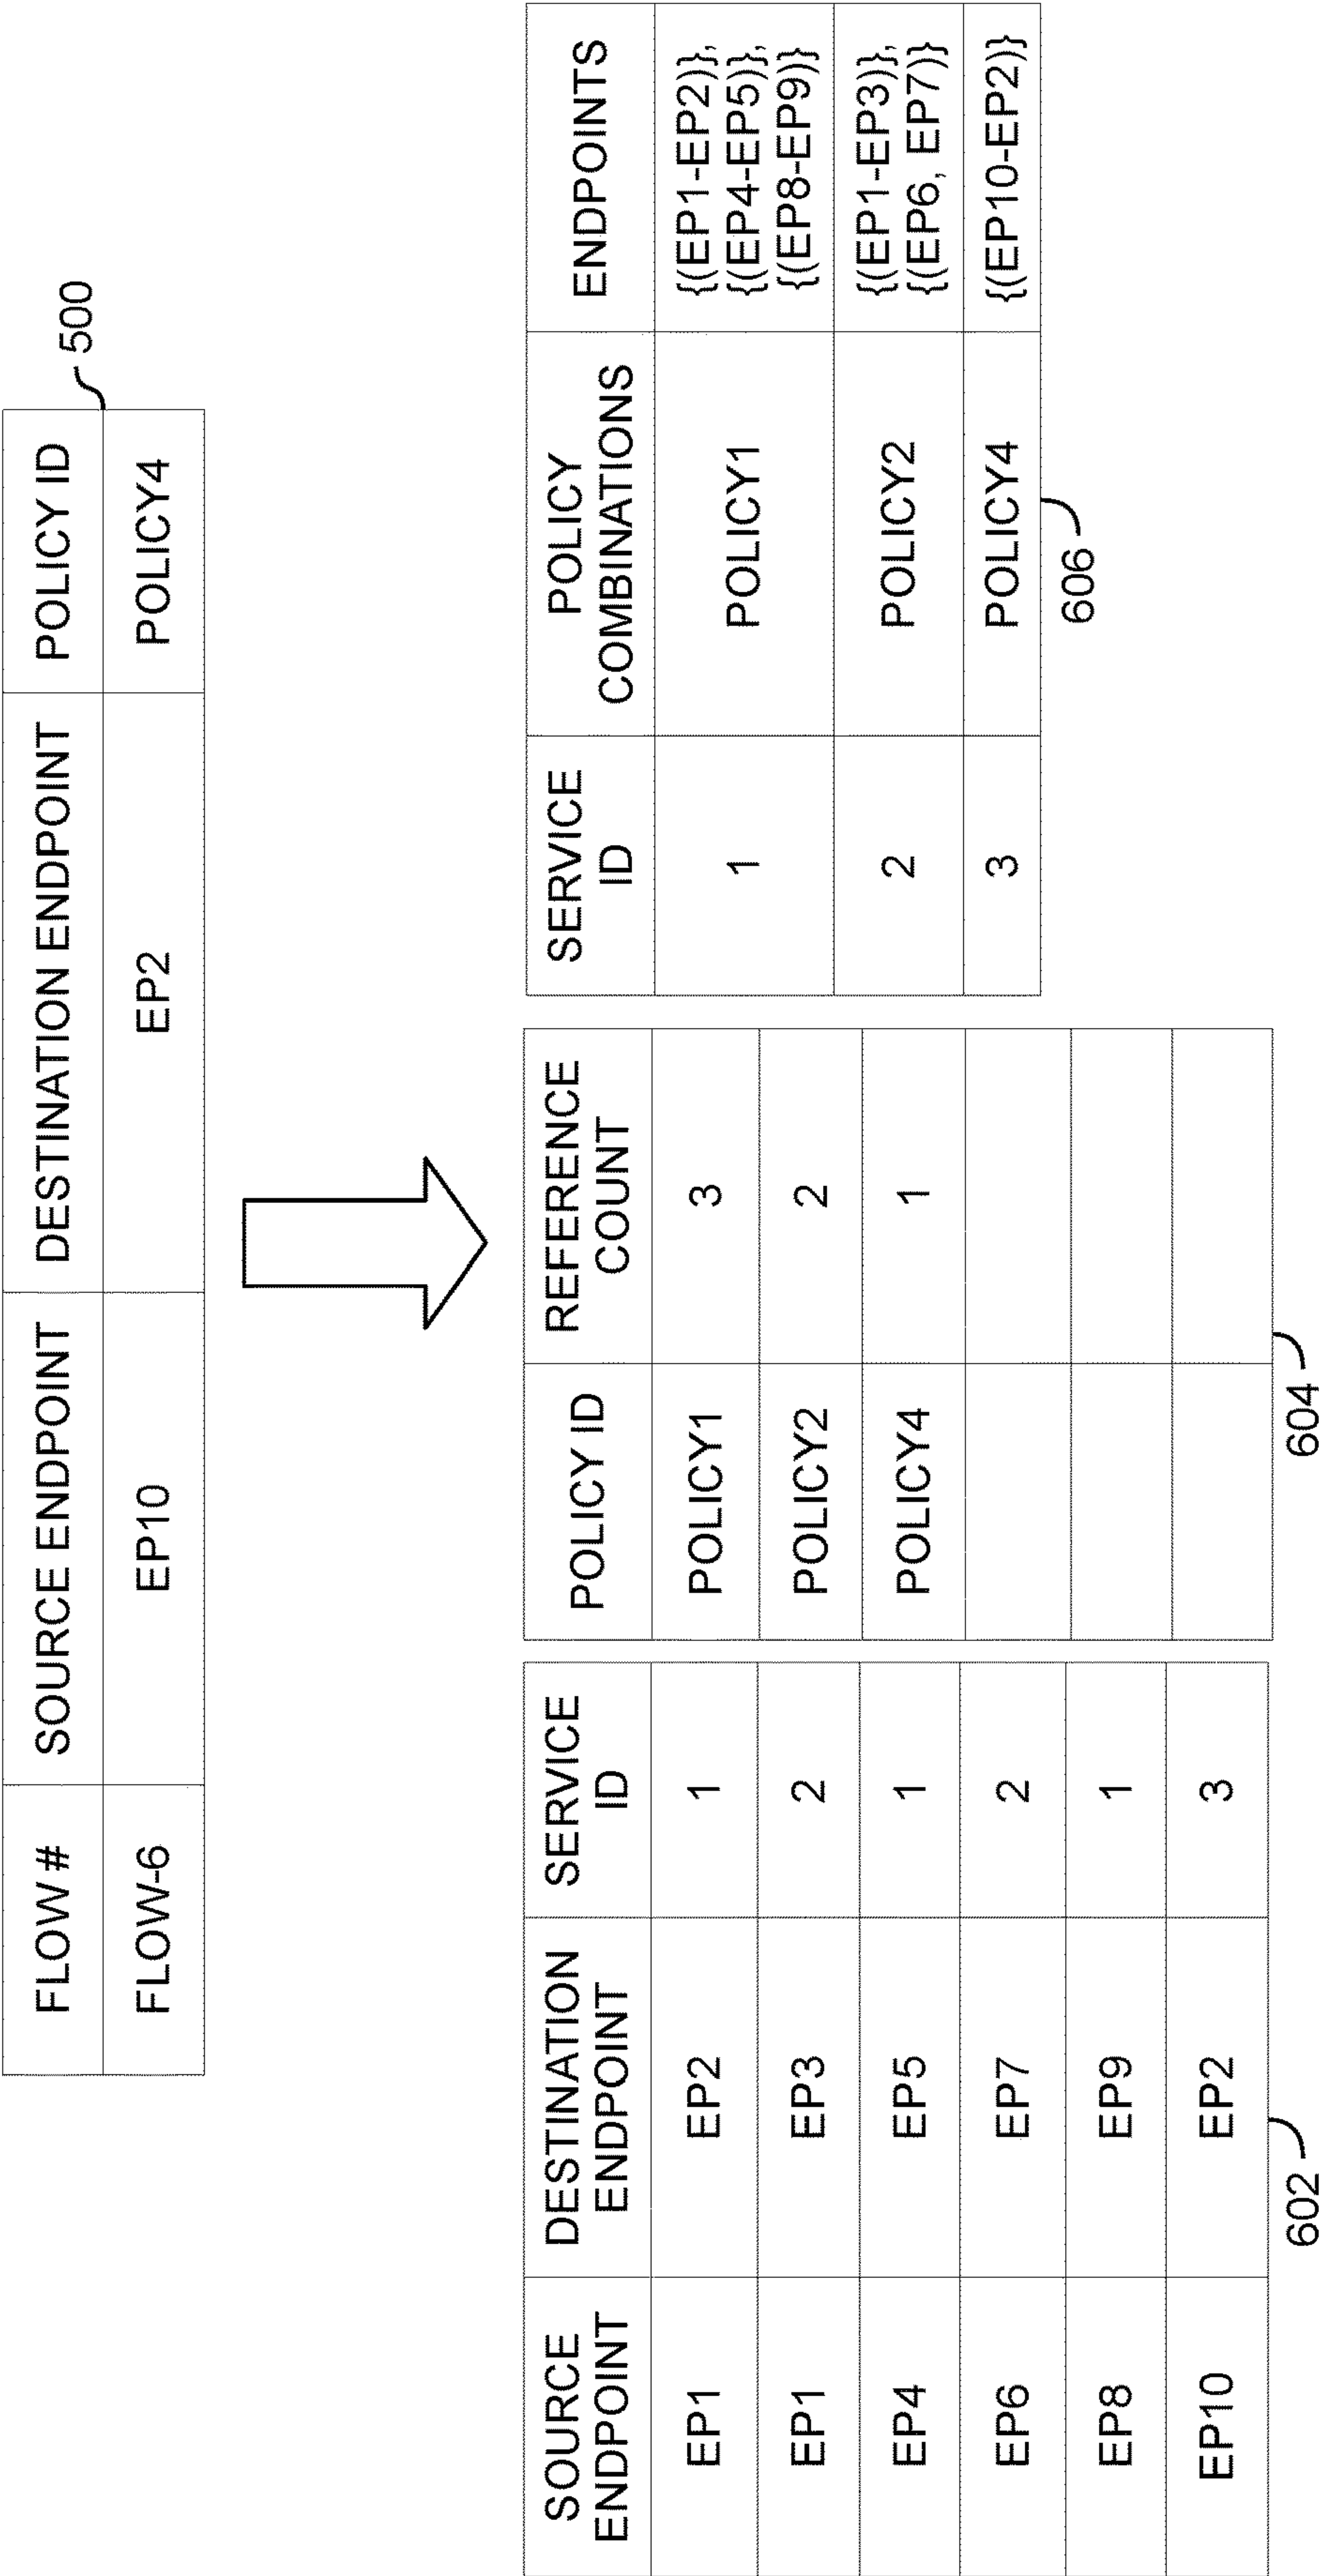 FLOW # SOURCE ENDPOINT DESTINATION ENDPOINT POLICY ID
FLOW-6 EP10 EP2 POLICY4
500
SOURCE
ENDPOINT
DESTINATION
ENDPOINT
SERVICE
ID
EP1 EP2 1
EP1 EP3 2
EP4 EP5 1
EP6 EP7 2
EP8 EP9 1
EP10 EP2 3
602
POLICY ID
REFERENCE
COUNT
POLICY1 3
POLICY2 2
POLICY4 1
604
SERVICE
ID
POLICY
COMBINATIONS
ENDPOINTS
1 POLICY1
{(EP1-EP2)},
{(EP4-EP5)},
{(EP8-EP9)}
2 POLICY2
{(EP1-EP3)},
{(EP6, EP7)}
3 POLICY4 {(EP10-EP2)}
606